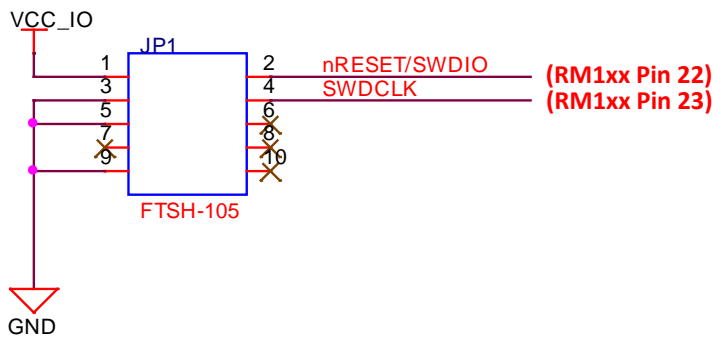 VCC_IO
JP1
1 2 nRESET/SWDIO (RM1xx Pin 22)
3 4 SWDCLK (RM1xx Pin 23)
5 6
7 8
9 10
FTSH-105
GND